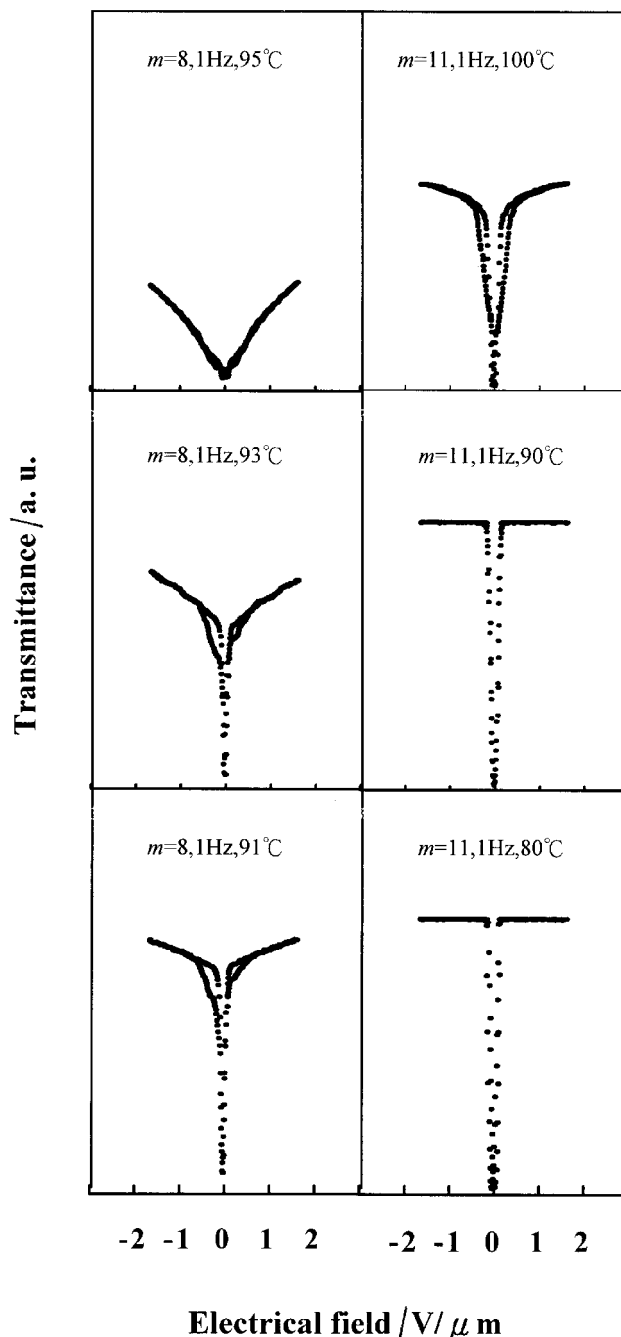 m=8,1Hz,95℃
m=11,1Hz,100℃
m=8,1Hz,93℃
m=11,1Hz,90℃
m=8,1Hz,91℃
m=11,1Hz,80℃
Transmittance/a. u.
-2 -1 0 1 2
-2 -1 0 1 2
Electrical field/V/μm